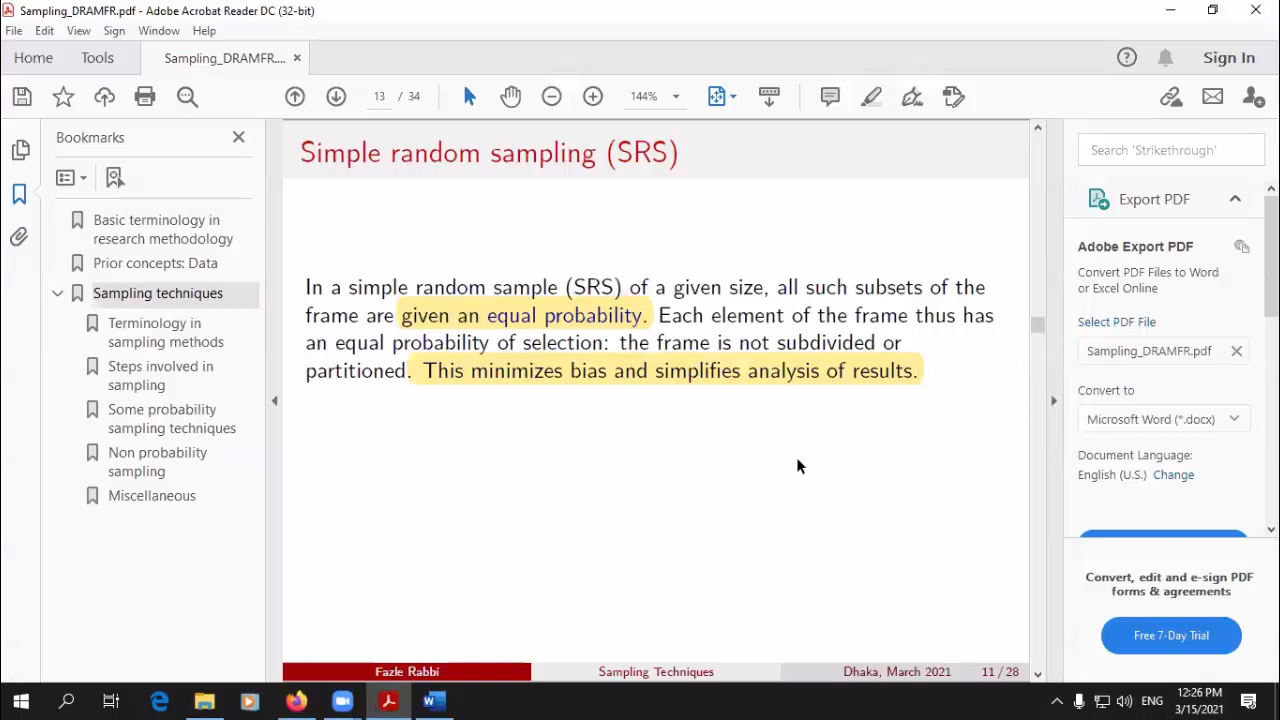 Sampling_DRAMFR.pdf - Adobe Acrobat Reader DC (32-bit)
File Edit View Sign Window Help
Home Tools Sampling_DRAMFR.... × Sign In
13 / 34 144%
Bookmarks
Basic terminology in
research methodology
Prior concepts: Data
Sampling techniques
Terminology in
sampling methods
Steps involved in
sampling
Some probability
sampling techniques
Non probability
sampling
Miscellaneous
Simple random sampling (SRS)
In a simple random sample (SRS) of a given size, all such subsets of the
frame are given an equal probability. Each element of the frame thus has
an equal probability of selection: the frame is not subdivided or
partitioned. This minimizes bias and simplifies analysis of results.
Fazle Rabbi Sampling Techniques Dhaka, March 2021 11 / 28
Search 'Strikethrough'
Export PDF
Adobe Export PDF
Convert PDF Files to Word
or Excel Online
Select PDF File
Sampling_DRAMFR.pdf
Convert to
Microsoft Word (*.docx)
Document Language:
English (U.S.) Change
Convert, edit and e-sign PDF
forms & agreements
Free 7-Day Trial
ENG
12:26 PM
3/15/2021